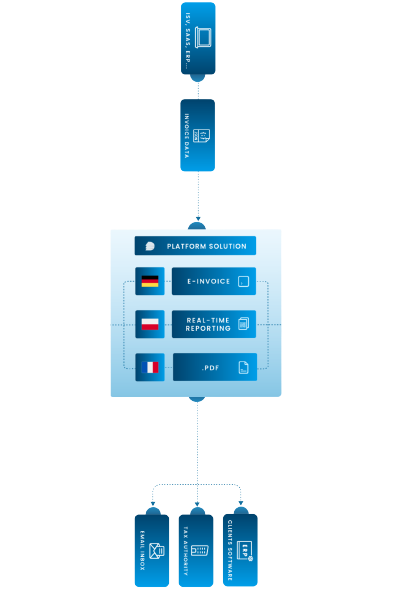 ISV, SAAS, ERP...
INVOICE DATA
PLATFORM SOLUTION
E-INVOICE
REAL-TIME
REPORTING
.PDF
EMAIL INBOX
TAX AUTHORITY
CLIENTS SOFTWARE
ERP